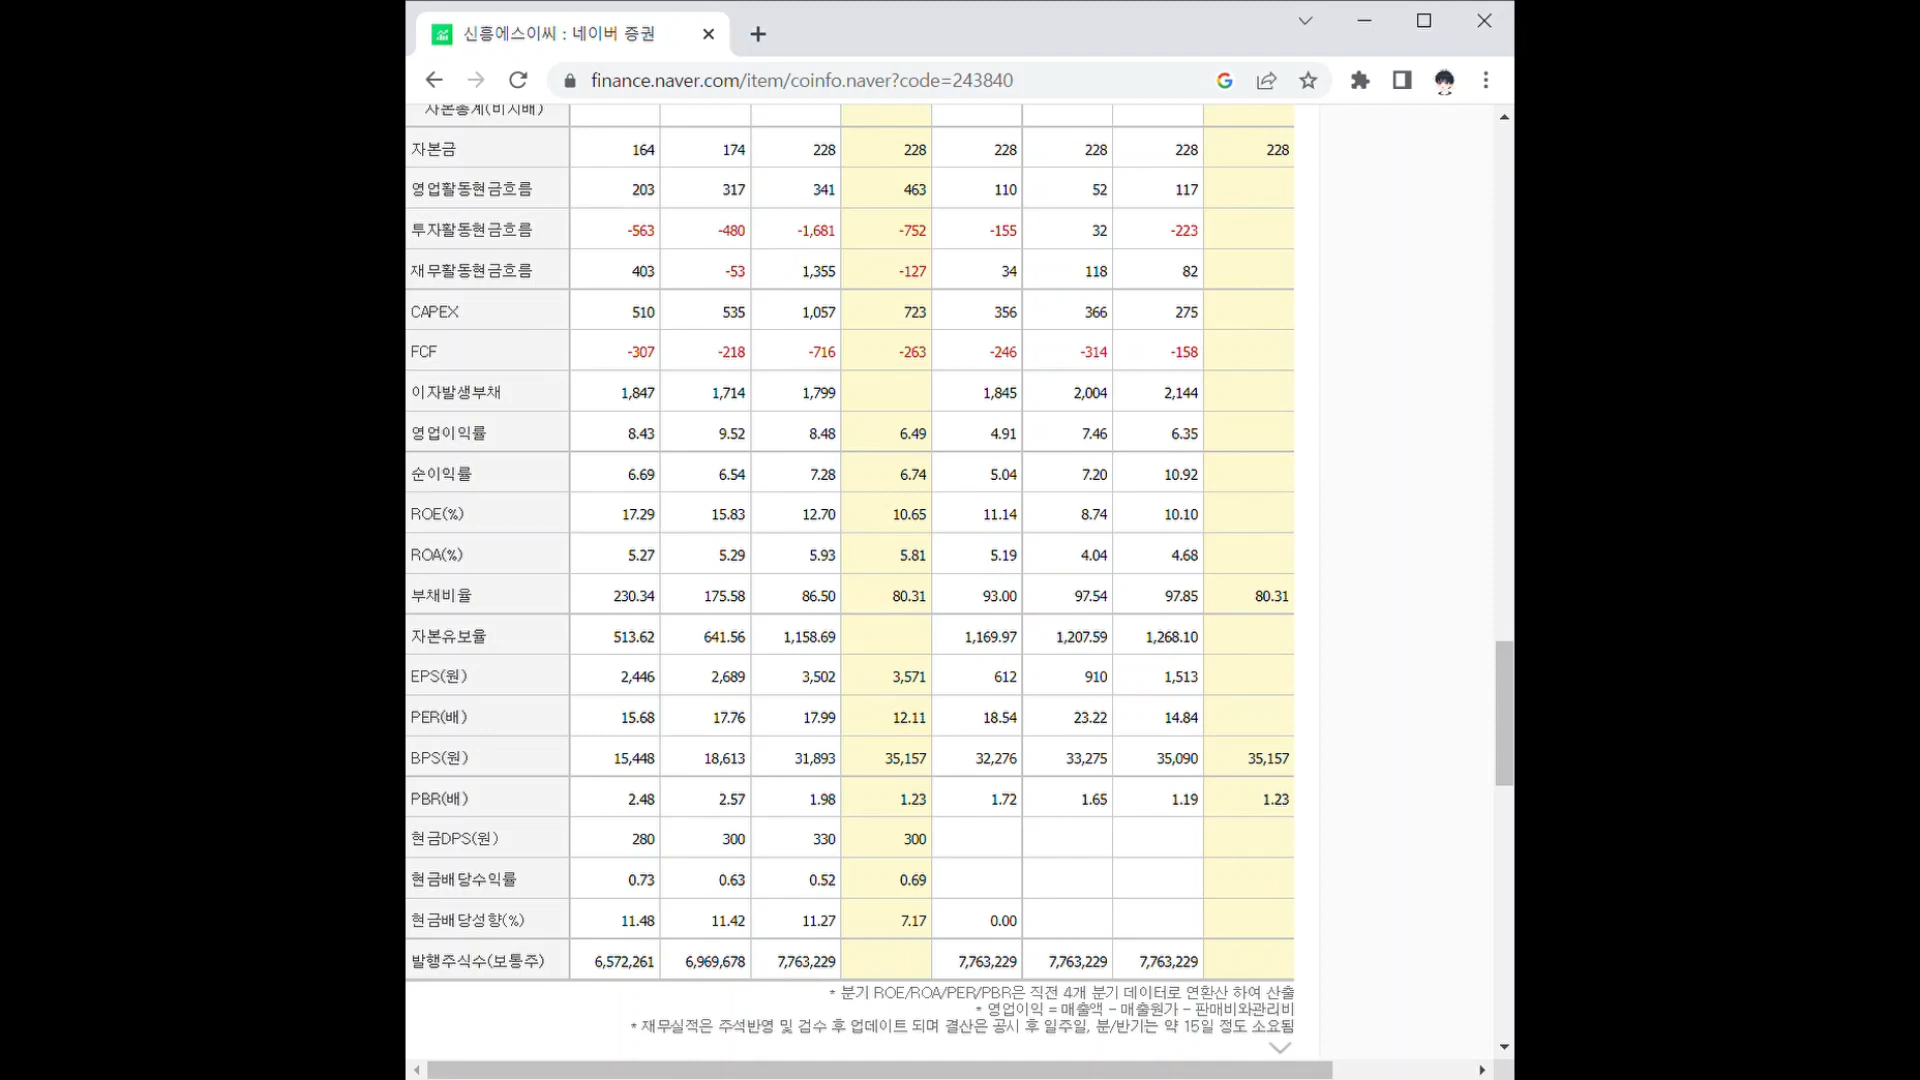 신흥에스이씨 : 네이버 증권
finance.naver.com/item/coinfo.naver?code=243840
자본총계(비지배)
자본금 164 174 228 228 228 228 228 228
영업활동현금흐름 203 317 341 463 110 52 117
투자활동현금흐름 -563 -480 -1,681 -752 -155 32 -223
재무활동현금흐름 403 -53 1,355 -127 34 118 82
CAPEX 510 535 1,057 723 356 366 275
FCF -307 -218 -716 -263 -246 -314 -158
이자발생부채 1,847 1,714 1,799 1,845 2,004 2,144
영업이익률 8.43 9.52 8.48 6.49 4.91 7.46 6.35
순이익률 6.69 6.54 7.28 6.74 5.04 7.20 10.92
ROE(%) 17.29 15.83 12.70 10.65 11.14 8.74 10.10
ROA(%) 5.27 5.29 5.93 5.81 5.19 4.04 4.68
부채비율 230.34 175.58 86.50 80.31 93.00 97.54 97.85 80.31
자본유보율 513.62 641.56 1,158.69 1,169.97 1,207.59 1,268.10
EPS(원) 2,446 2,689 3,502 3,571 612 910 1,513
PER(배) 15.68 17.76 17.99 12.11 18.54 23.22 14.84
BPS(원) 15,448 18,613 31,893 35,157 32,276 33,275 35,090 35,157
PBR(배) 2.48 2.57 1.98 1.23 1.72 1.65 1.19 1.23
현금DPS(원) 280 300 330 300
현금배당수익률 0.73 0.63 0.52 0.69
현금배당성향(%) 11.48 11.42 11.27 7.17 0.00
발행주식수(보통주) 6,572,261 6,969,678 7,763,229 7,763,229 7,763,229 7,763,229
* 분기 ROE/ROA/PER/PBR은 직전 4개 분기 데이터로 연환산 하여 산출
* 영업이익 = 매출액 - 매출원가 - 판매비와관리비
* 재무실적은 주석반영 및 검수 후 업데이트 되며 결산은 공시 후 일주일, 분/반기는 약 15일 정도 소요됨